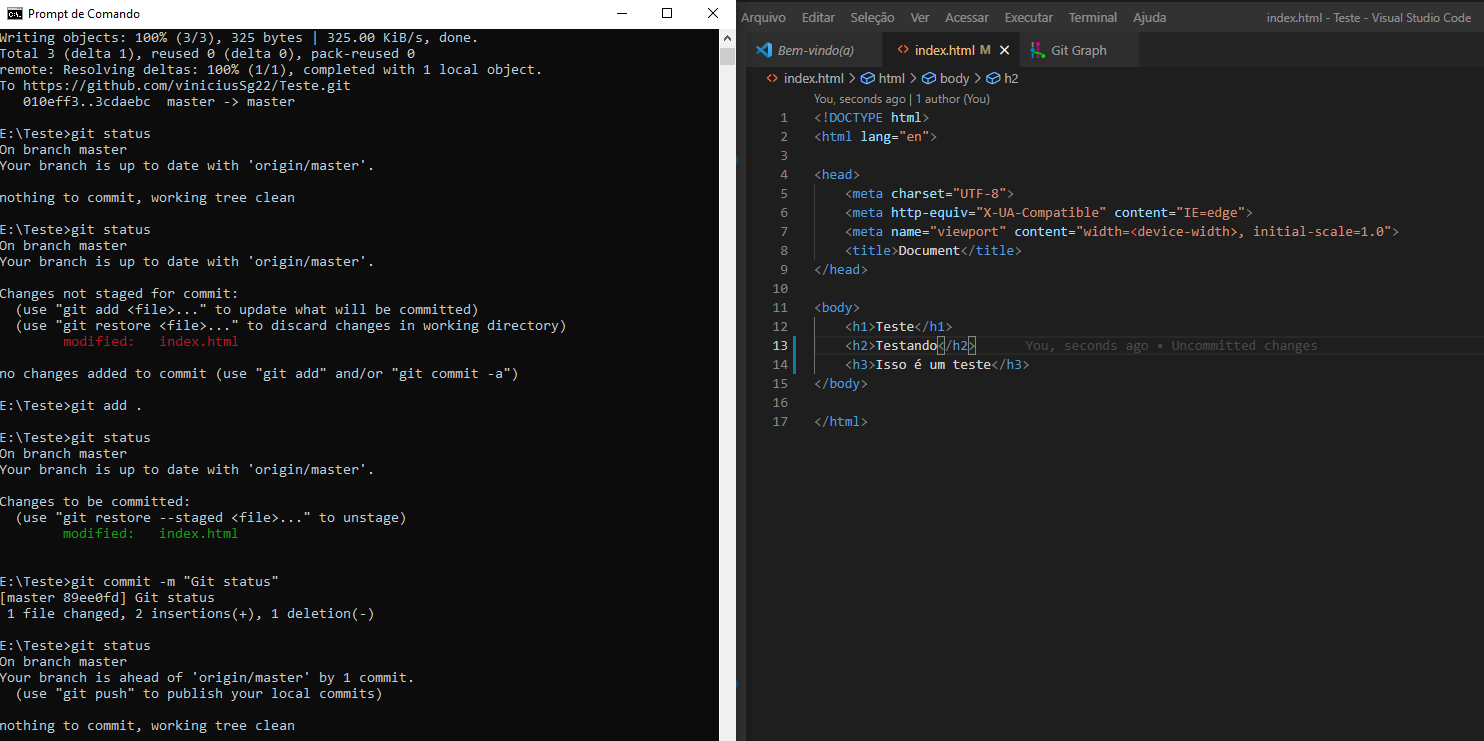 Prompt de Comando
Writing objects: 100% (3/3), 325 bytes | 325.00 KiB/s, done.
Total 3 (delta 1), reused 0 (delta 0), pack-reused 0
remote: Resolving deltas: 100% (1/1), completed with 1 local object.
To https://github.com/viniciusSg22/Teste.git
   010eff3..3cdaebc  master -> master
E:\Teste>git status
On branch master
Your branch is up to date with 'origin/master'.
nothing to commit, working tree clean
E:\Teste>git status
On branch master
Your branch is up to date with 'origin/master'.
Changes not staged for commit:
  (use "git add <file>..." to update what will be committed)
  (use "git restore <file>..." to discard changes in working directory)
        modified:   index.html
no changes added to commit (use "git add" and/or "git commit -a")
E:\Teste>git add .
E:\Teste>git status
On branch master
Your branch is up to date with 'origin/master'.
Changes to be committed:
  (use "git restore --staged <file>..." to unstage)
        modified:   index.html
E:\Teste>git commit -m "Git status"
[master 89ee0fd] Git status
 1 file changed, 2 insertions(+), 1 deletion(-)
E:\Teste>git status
On branch master
Your branch is ahead of 'origin/master' by 1 commit.
  (use "git push" to publish your local commits)
nothing to commit, working tree clean
Arquivo Editar Seleção Ver Acessar Executar Terminal Ajuda index.html - Teste - Visual Studio Code
Bem-vindo(a) <> index.html M Git Graph
<> index.html > html > body > h2
You, seconds ago | 1 author (You)
1 <!DOCTYPE html>
2 <html lang="en">
3
4 <head>
5     <meta charset="UTF-8">
6     <meta http-equiv="X-UA-Compatible" content="IE=edge">
7     <meta name="viewport" content="width=<device-width>, initial-scale=1.0">
8     <title>Document</title>
9 </head>
10
11 <body>
12     <h1>Teste</h1>
13     <h2>Testando</h2> You, seconds ago • Uncommitted changes
14     <h3>Isso é um teste</h3>
15 </body>
16
17 </html>